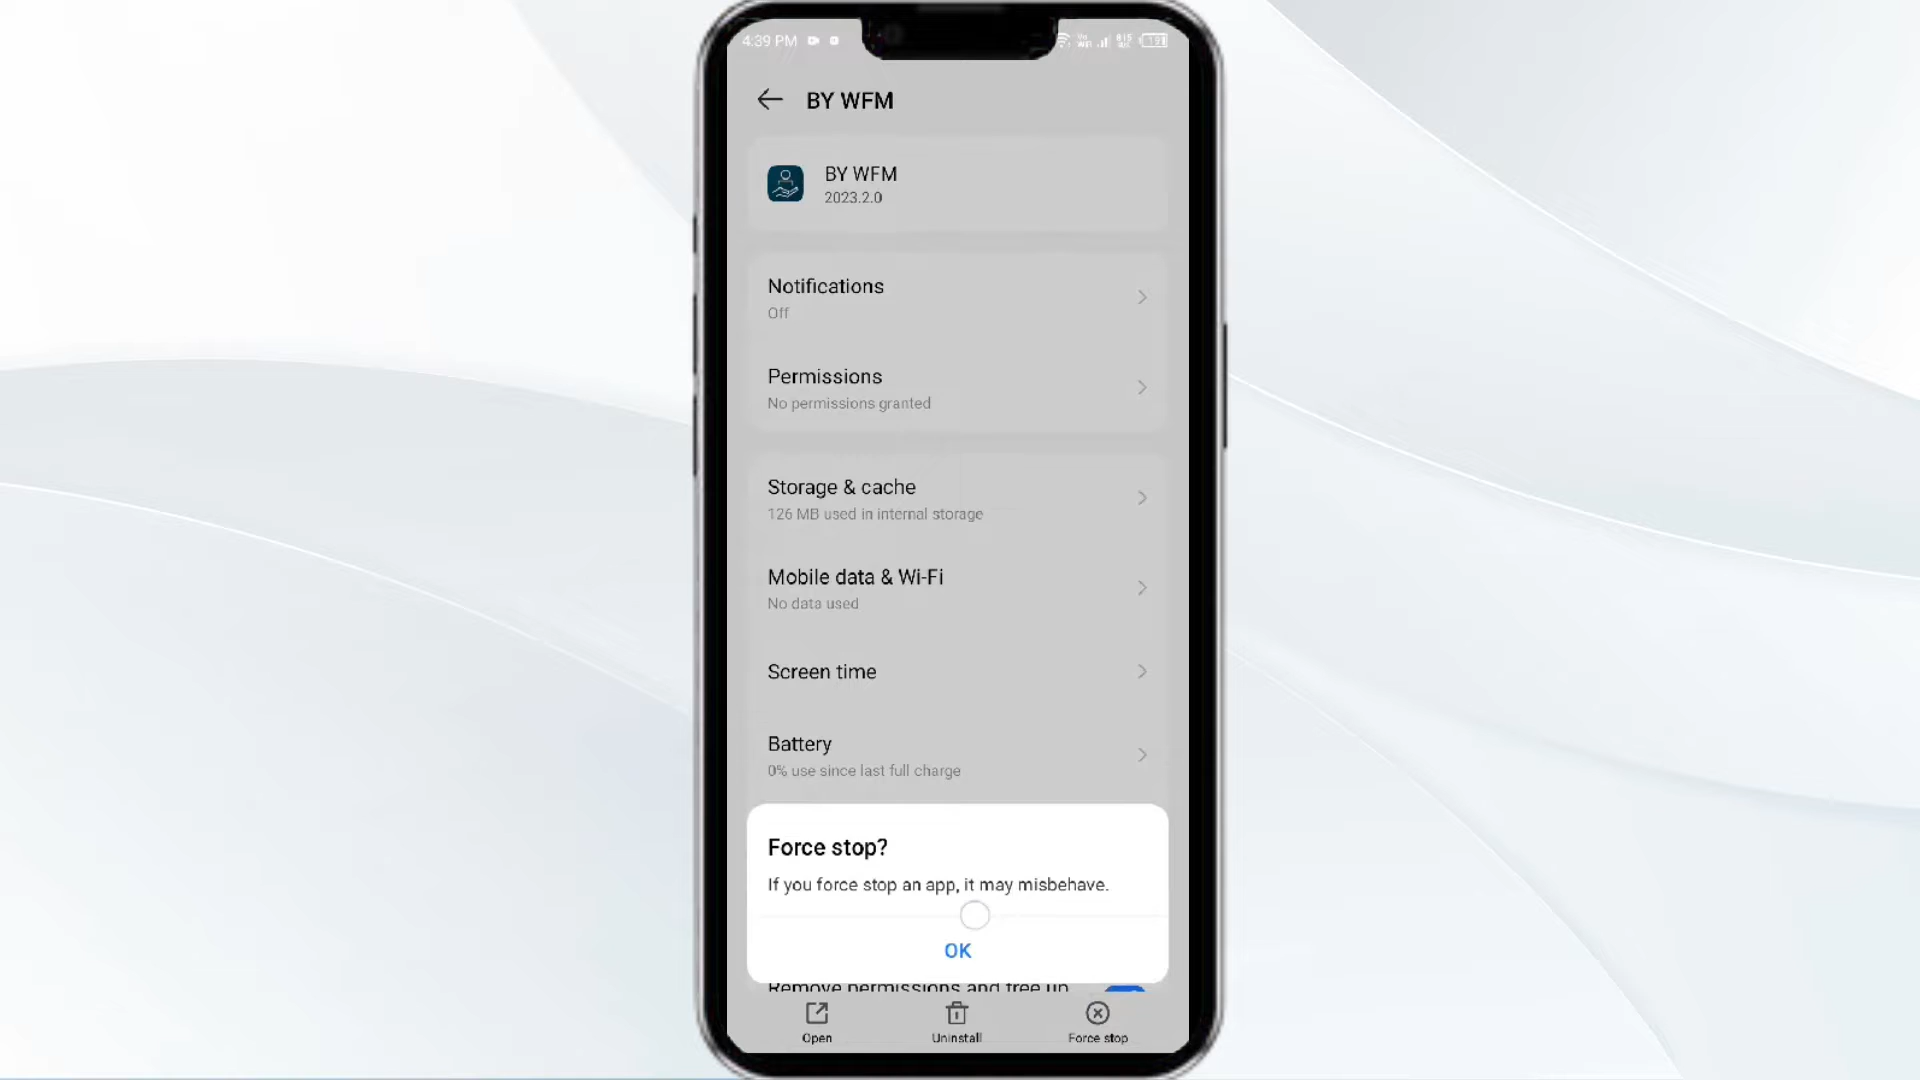 4:39 PM
BY WFM
BY WFM
2023.2.0
Notifications
Off
Permissions
No permissions granted
Storage & cache
126 MB used in internal storage
Mobile data & Wi-Fi
No data used
Screen time
Battery
0% use since last full charge
Force stop?
If you force stop an app, it may misbehave.
OK
Remove permissions and free up
Open
Uninstall
Force stop